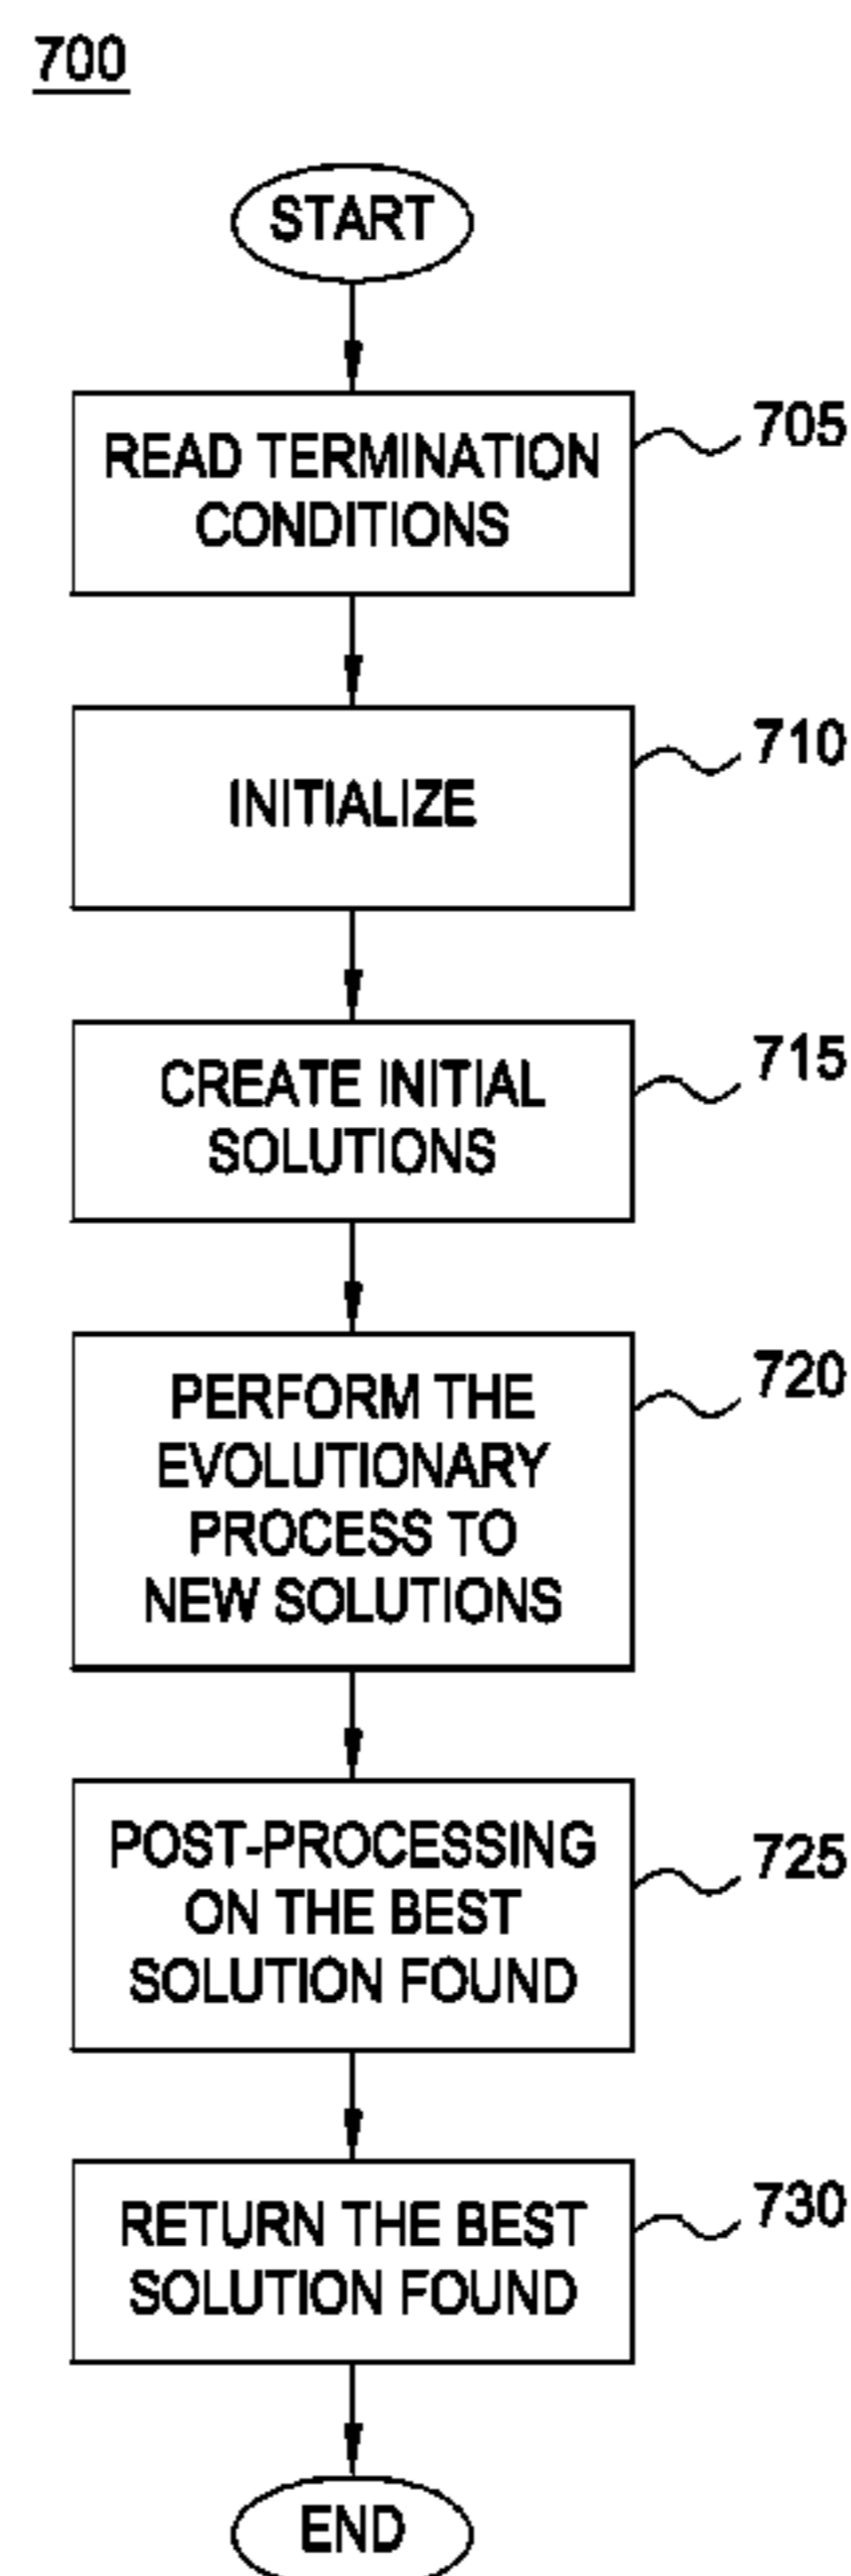 700
START
READ TERMINATION
CONDITIONS
705
INITIALIZE
710
CREATE INITIAL
SOLUTIONS
715
PERFORM THE
EVOLUTIONARY
PROCESS TO
NEW SOLUTIONS
720
POST-PROCESSING
ON THE BEST
SOLUTION FOUND
725
RETURN THE BEST
SOLUTION FOUND
730
END